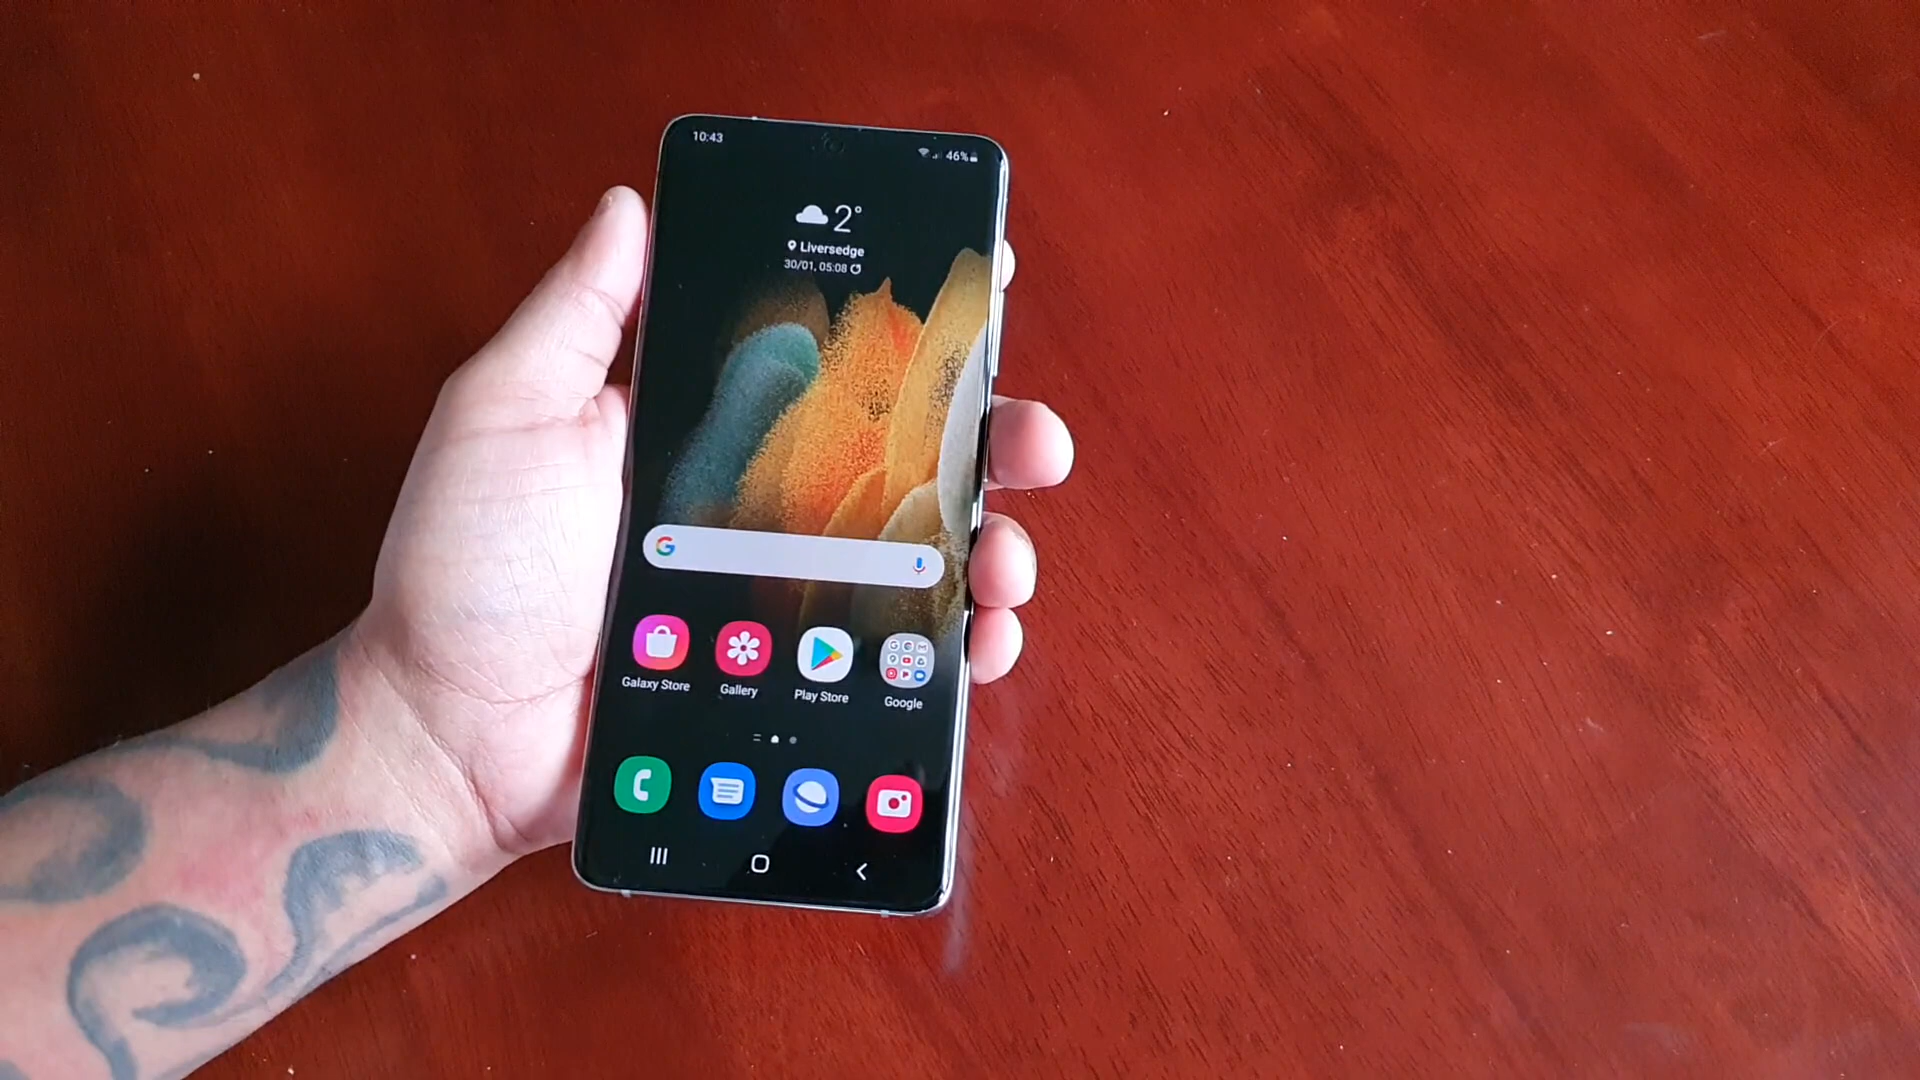 10:43
46%
2°
Liversedge
30/01, 05:08
G
Galaxy Store
Gallery
Play Store
Google